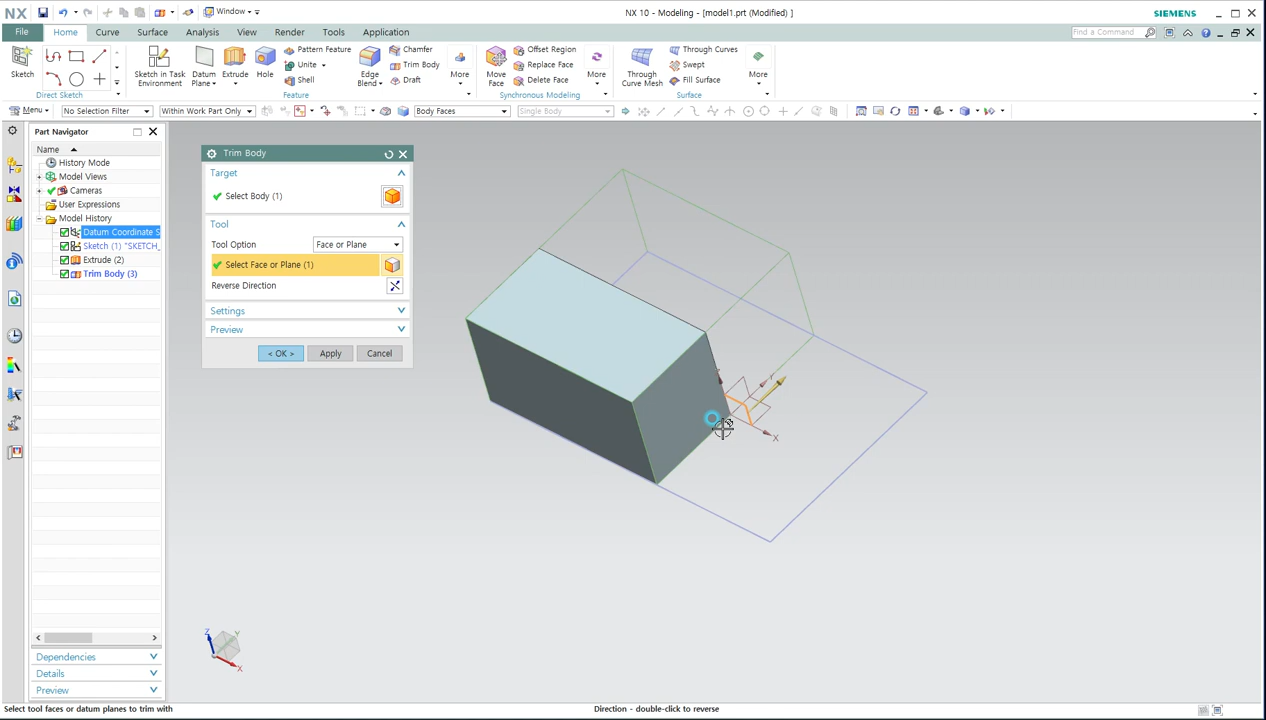 NX
Window
NX 10 - Modeling - [model1.prt (Modified) ]
SIEMENS
File
Home
Curve
Surface
Analysis
View
Render
Tools
Application
Find a Command
Sketch
Direct Sketch
Sketch in Task
Environment
Datum
Plane
Extrude
Hole
Pattern Feature
Unite
Shell
Feature
Edge
Blend
Chamfer
Trim Body
Draft
More
Move
Face
Offset Region
Replace Face
Delete Face
More
Synchronous Modeling
Through
Curve Mesh
Through Curves
Swept
Fill Surface
More
Surface
Menu
No Selection Filter
Within Work Part Only
Body Faces
Single Body
Part Navigator
Name
History Mode
Model Views
Cameras
User Expressions
Model History
Datum Coordinate S
Sketch (1) "SKETCH_
Extrude (2)
Trim Body (3)
Dependencies
Details
Preview
Trim Body
Target
Select Body (1)
Tool
Tool Option
Face or Plane
Select Face or Plane (1)
Reverse Direction
Settings
Preview
< OK >
Apply
Cancel
Y
X
Z
Y
X
Select tool faces or datum planes to trim with
Direction - double-click to reverse